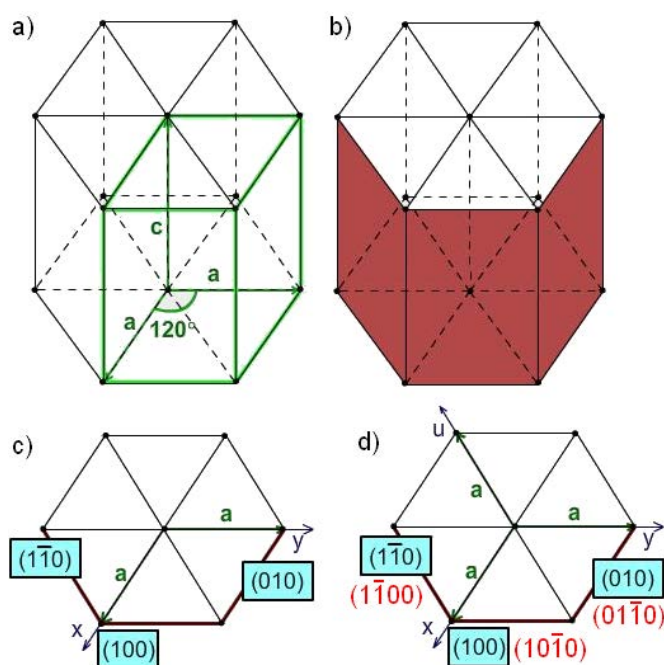 a)
b)
c
a
a
120°
c)
a
y
(11̅0)
a
(010)
x
(100)
d)
u
a
a
y
(11̅0)
a
(010)
(11̅00)
(011̅0)
x
(100)
(101̅0)